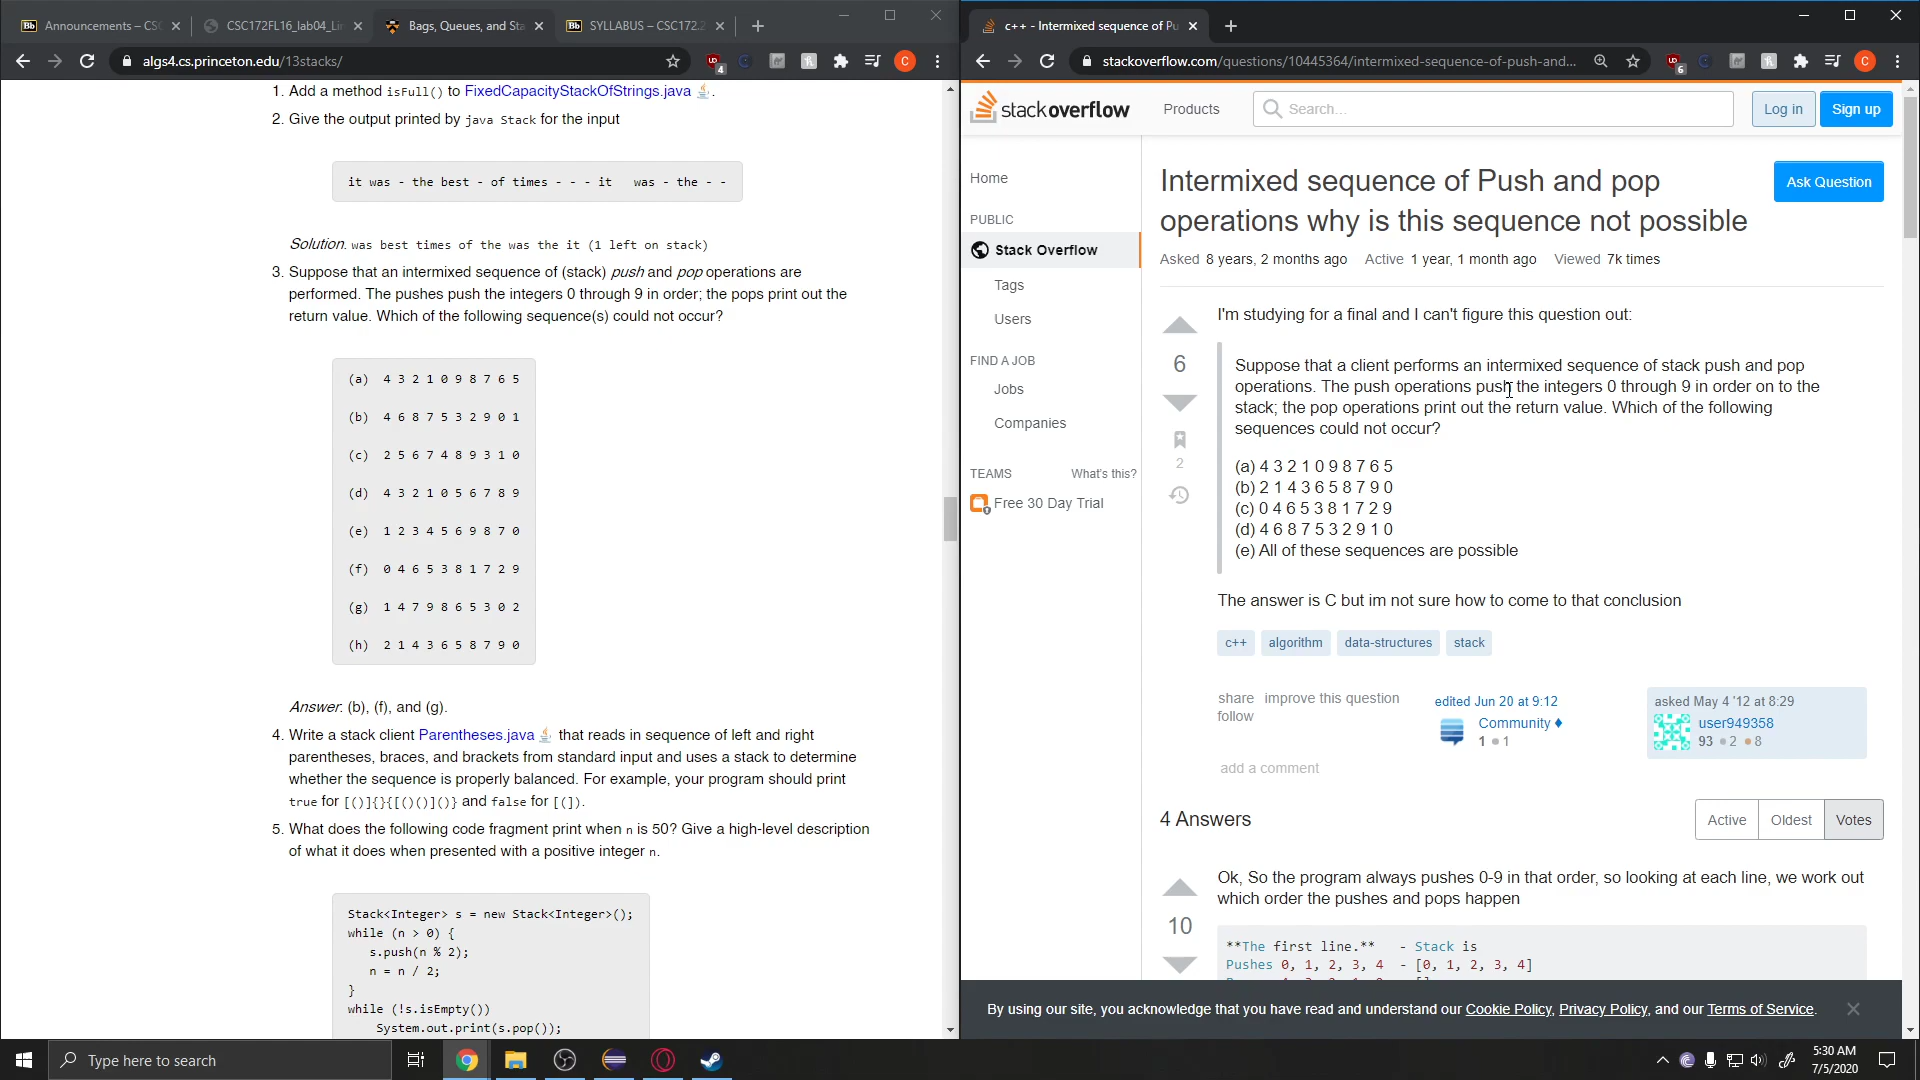 Announcements – CSC
CSC172FL16_lab04_Lin
Bags, Queues, and Sta
SYLLABUS – CSC172.2
algs4.cs.princeton.edu/13stacks/
1. Add a method isFull() to FixedCapacityStackOfStrings.java.
2. Give the output printed by java Stack for the input
it was - the best - of times - - - it   was - the - -
Solution. was best times of the was the it (1 left on stack)
3. Suppose that an intermixed sequence of (stack) push and pop operations are
performed. The pushes push the integers 0 through 9 in order; the pops print out the
return value. Which of the following sequence(s) could not occur?
(a)  4 3 2 1 0 9 8 7 6 5
(b)  4 6 8 7 5 3 2 9 0 1
(c)  2 5 6 7 4 8 9 3 1 0
(d)  4 3 2 1 0 5 6 7 8 9
(e)  1 2 3 4 5 6 9 8 7 0
(f)  0 4 6 5 3 8 1 7 2 9
(g)  1 4 7 9 8 6 5 3 0 2
(h)  2 1 4 3 6 5 8 7 9 0
Answer. (b), (f), and (g).
4. Write a stack client Parentheses.java that reads in sequence of left and right
parentheses, braces, and brackets from standard input and uses a stack to determine
whether the sequence is properly balanced. For example, your program should print
true for [()]{}{[()()]()} and false for [(]).
5. What does the following code fragment print when n is 50? Give a high-level description
of what it does when presented with a positive integer n.
Stack<Integer> s = new Stack<Integer>();
while (n > 0) {
s.push(n % 2);
n = n / 2;
}
while (!s.isEmpty())
System.out.print(s.pop());
c++ - Intermixed sequence of Pu
stackoverflow.com/questions/10445364/intermixed-sequence-of-push-and...
stackoverflow
Products
Search...
Log in
Sign up
Home
PUBLIC
Stack Overflow
Tags
Users
FIND A JOB
Jobs
Companies
TEAMS
What's this?
Free 30 Day Trial
Intermixed sequence of Push and pop
operations why is this sequence not possible
Ask Question
Asked 8 years, 2 months ago   Active 1 year, 1 month ago   Viewed 7k times
6
2
I'm studying for a final and I can't figure this question out:
Suppose that a client performs an intermixed sequence of stack push and pop
operations. The push operations push the integers 0 through 9 in order on to the
stack; the pop operations print out the return value. Which of the following
sequences could not occur?
(a) 4 3 2 1 0 9 8 7 6 5
(b) 2 1 4 3 6 5 8 7 9 0
(c) 0 4 6 5 3 8 1 7 2 9
(d) 4 6 8 7 5 3 2 9 1 0
(e) All of these sequences are possible
The answer is C but im not sure how to come to that conclusion
c++
algorithm
data-structures
stack
share   improve this question
follow
edited Jun 20 at 9:12
Community ♦
1 ●1
asked May 4 '12 at 8:29
user949358
93 ●2 ●8
add a comment
4 Answers
Active
Oldest
Votes
10
Ok, So the program always pushes 0-9 in that order, so looking at each line, we work out
which order the pushes and pops happen
**The first line.**   - Stack is
Pushes 0, 1, 2, 3, 4  - [0, 1, 2, 3, 4]
By using our site, you acknowledge that you have read and understand our Cookie Policy, Privacy Policy, and our Terms of Service.
Type here to search
5:30 AM
7/5/2020